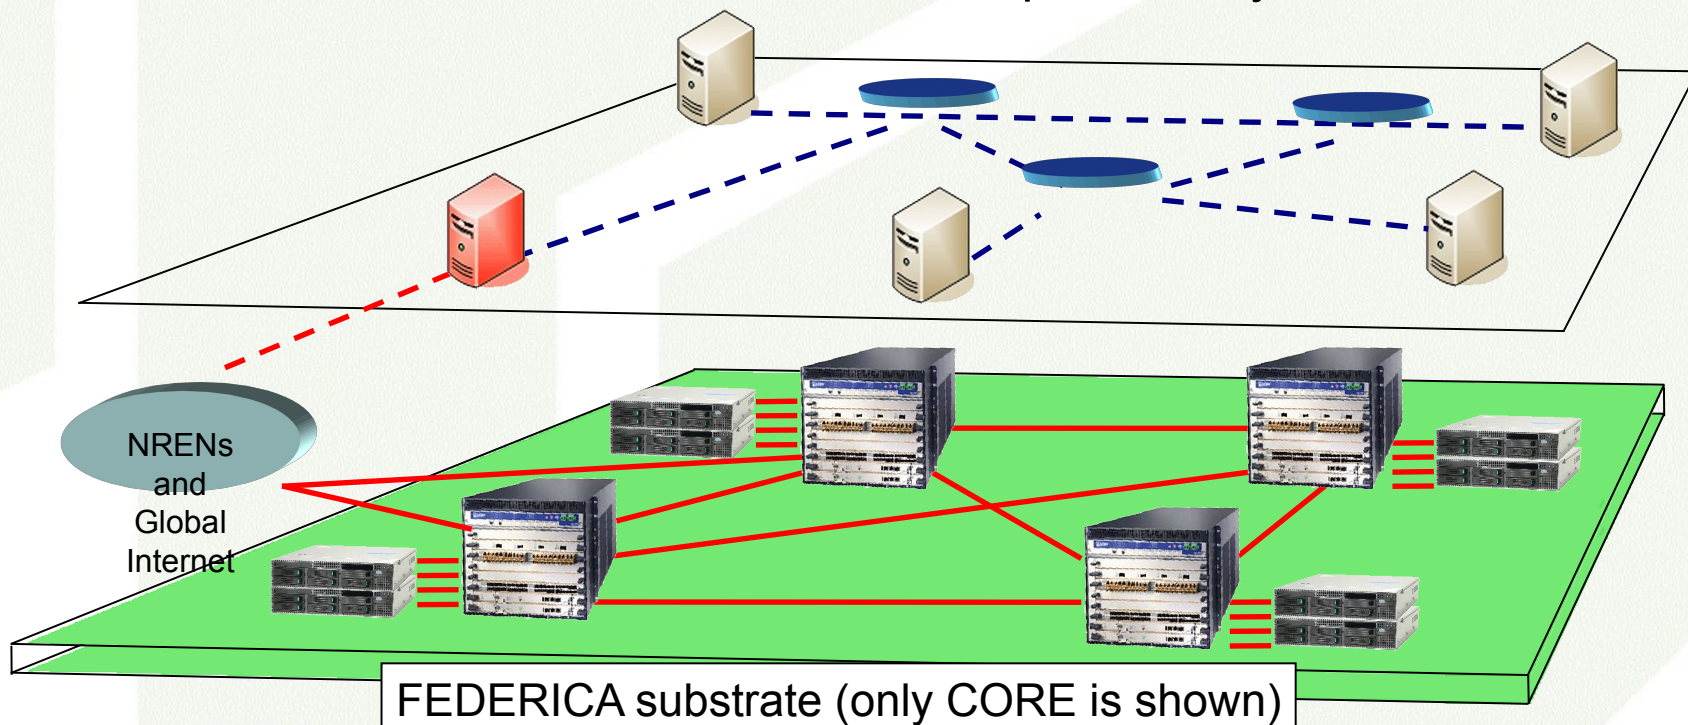 NRENs
and
Global
Internet
FEDERICA substrate (only CORE is shown)